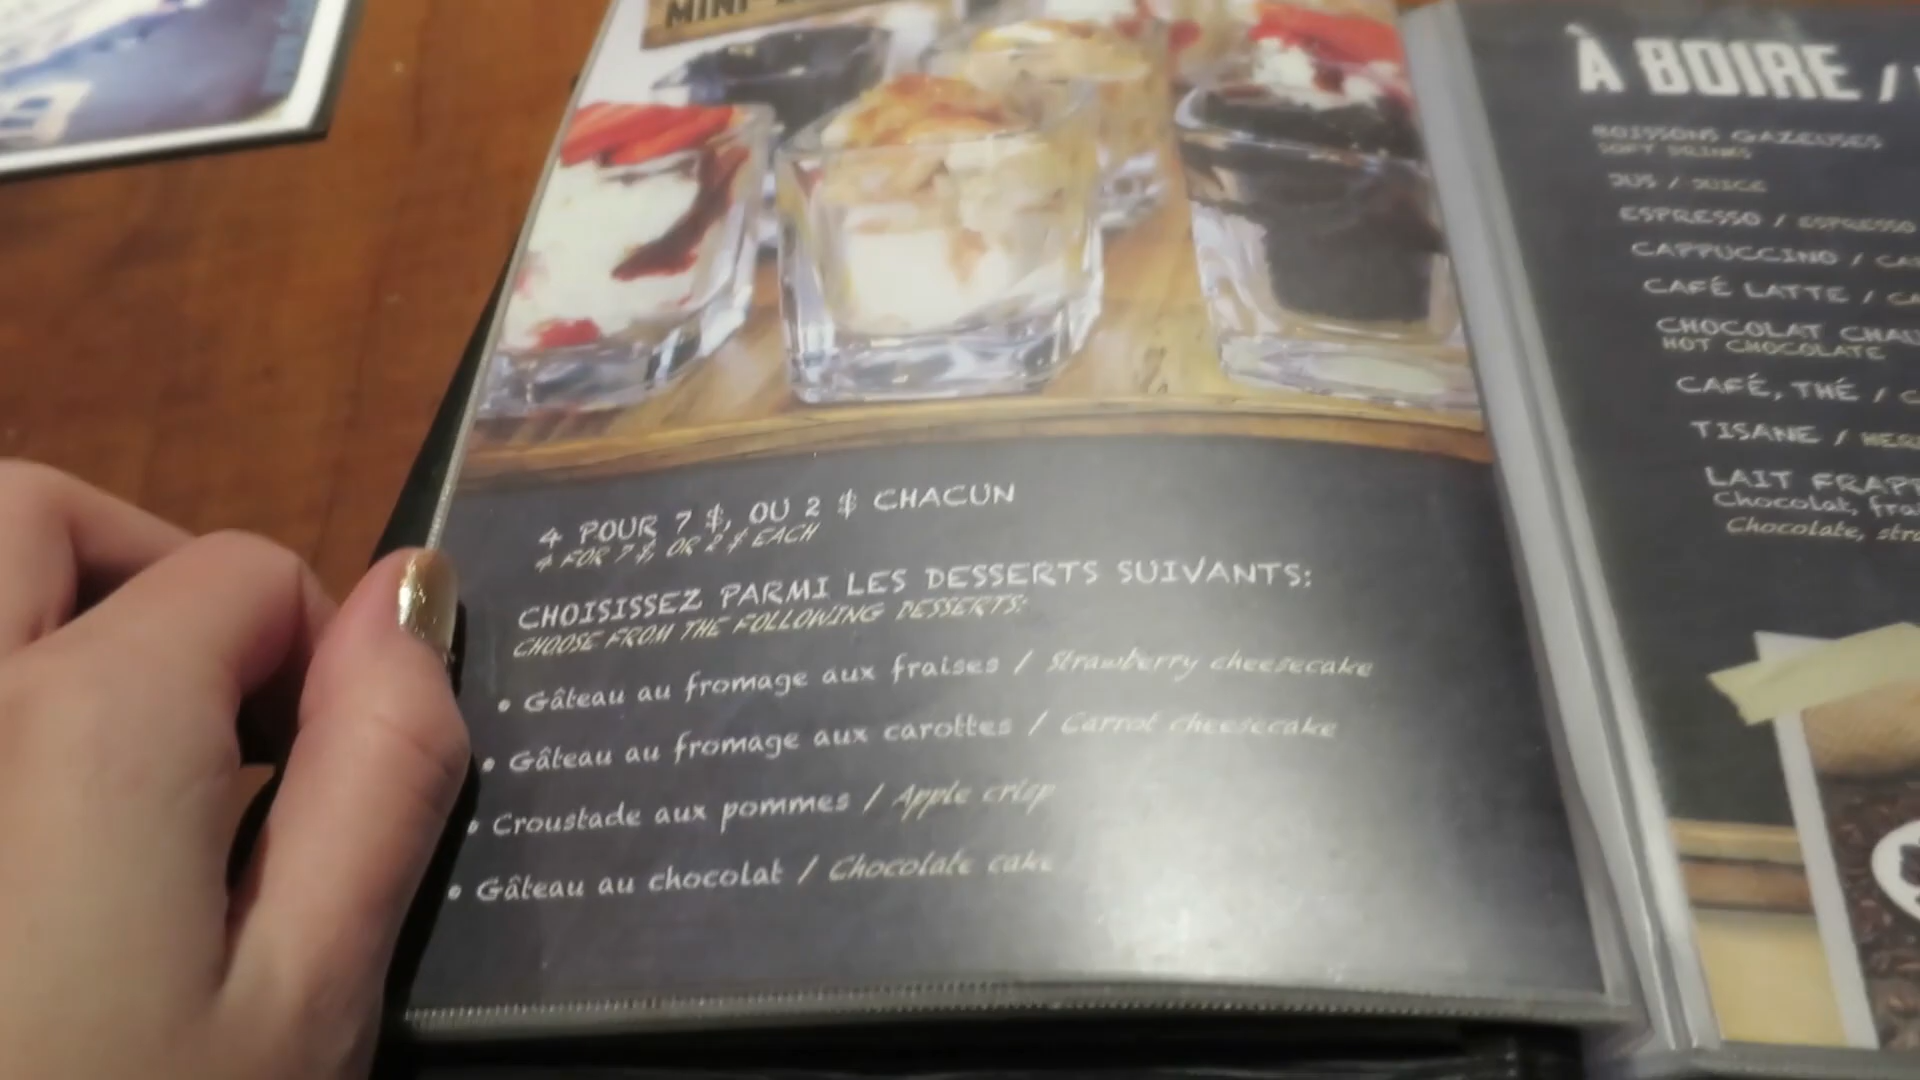 MINI-
4 POUR 7 $, OU 2 $ CHACUN
4 FOR 7 $, OR 2 $ EACH
CHOISISSEZ PARMI LES DESSERTS SUIVANTS:
CHOOSE FROM THE FOLLOWING DESSERTS:
• Gâteau au fromage aux fraises / Strawberry cheesecake
• Gâteau au fromage aux carottes / Carrot cheesecake
• Croustade aux pommes / Apple crisp
• Gâteau au chocolat / Chocolate cake
À BOIRE /
BOISSONS GAZEUSES
SOFT DRINKS
JUS / JUICE
ESPRESSO / ESPRESSO
CAPPUCCINO /
CAFÉ LATTE /
CHOCOLAT
HOT CHOCOLATE
CAFÉ, THÉ /
TISANE /
LAIT
Chocolat,
Chocolate,